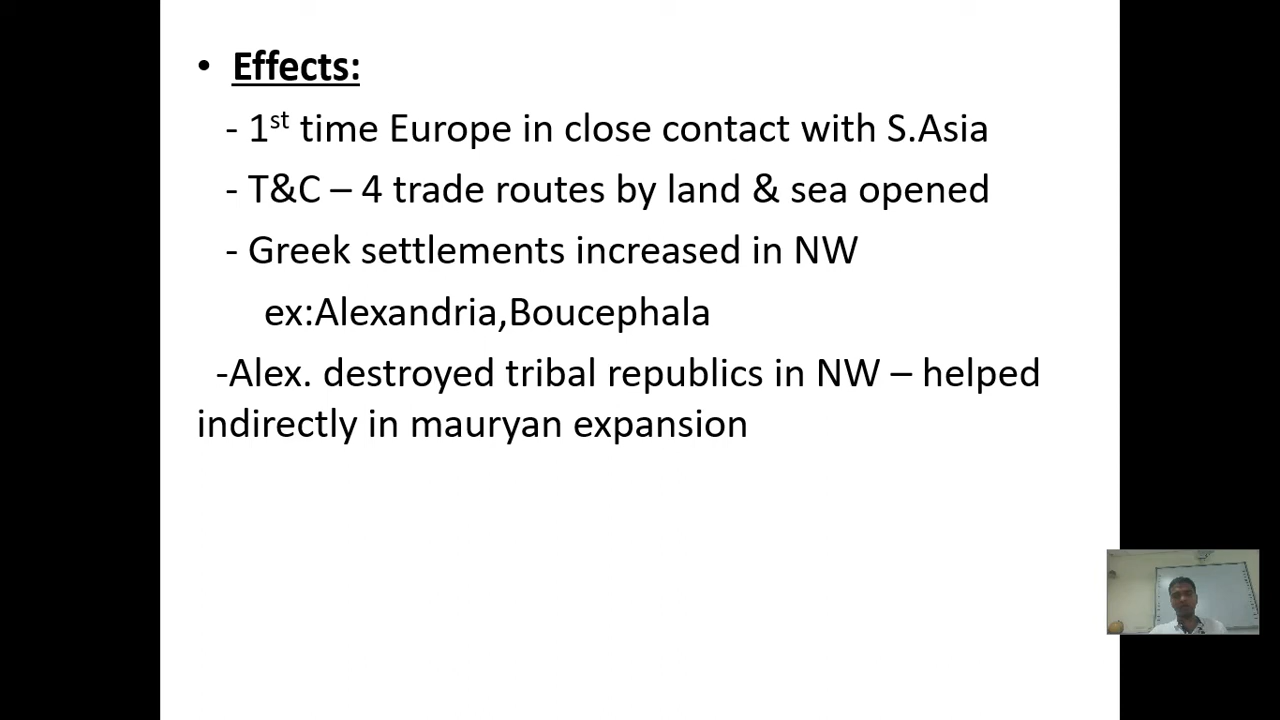 • Effects:
- 1st time Europe in close contact with S.Asia
- T&C – 4 trade routes by land & sea opened
- Greek settlements increased in NW
ex:Alexandria,Boucephala
-Alex. destroyed tribal republics in NW – helped
indirectly in mauryan expansion